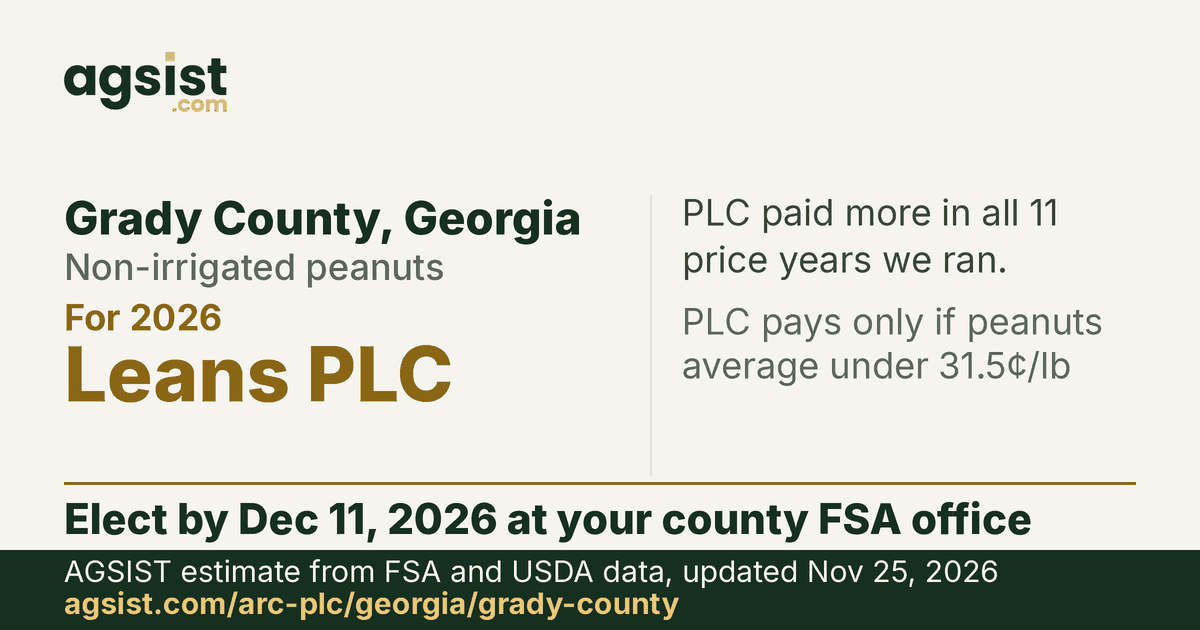 agsist
.com
Grady County, Georgia
Non-irrigated peanuts
For 2026
Leans PLC
PLC paid more in all 11
price years we ran.
PLC pays only if peanuts
average under 31.5¢/lb
Elect by Dec 11, 2026 at your county FSA office
AGSIST estimate from FSA and USDA data, updated Nov 25, 2026
agsist.com/arc-plc/georgia/grady-county